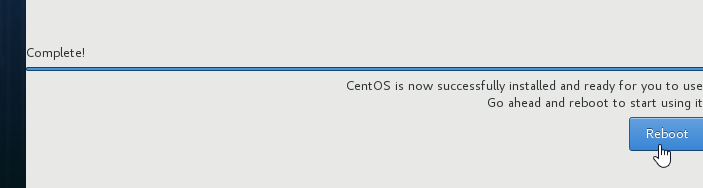 Complete!
CentOS is now successfully installed and ready for you to use
Go ahead and reboot to start using it
Reboot